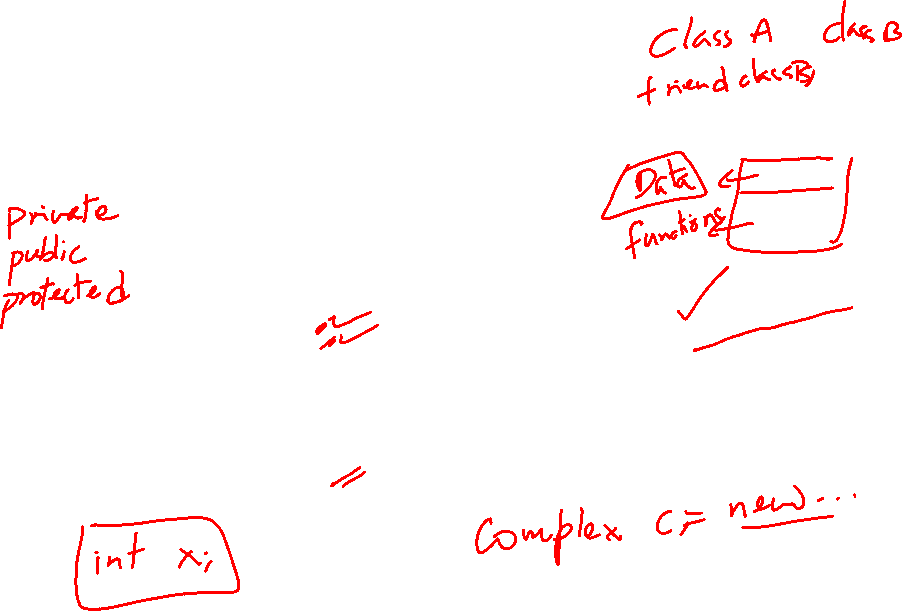 Class A class B
friend class B;
Data
functions
private
public
protected
int x;
Complex c;= new...